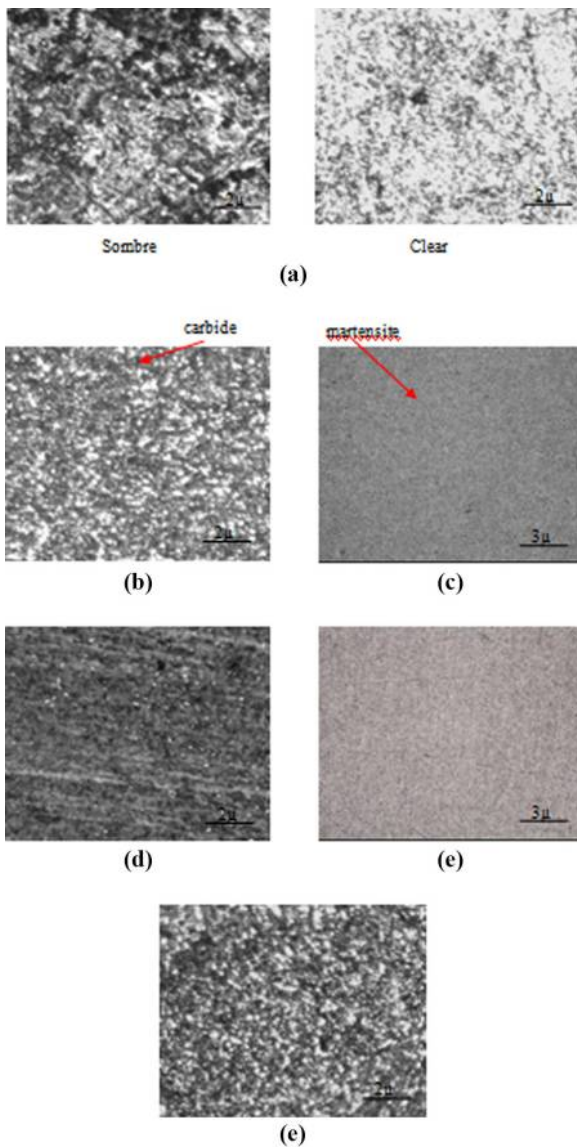 2μ
2μ
Sombre
Clear
(a)
carbide
martensite
2μ
3μ
(b)
(c)
2μ
3μ
(d)
(e)
2μ
(e)